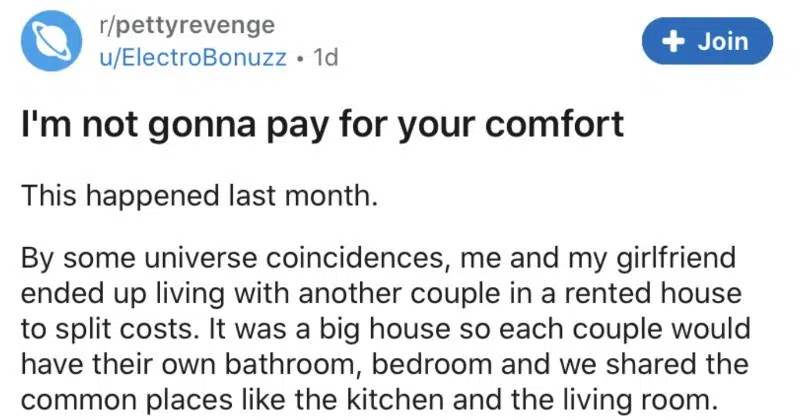 r/pettyrevenge
u/ElectroBonuzz • 1d
+ Join
I'm not gonna pay for your comfort
This happened last month.
By some universe coincidences, me and my girlfriend
ended up living with another couple in a rented house
to split costs. It was a big house so each couple would
have their own bathroom, bedroom and we shared the
common places like the kitchen and the living room.